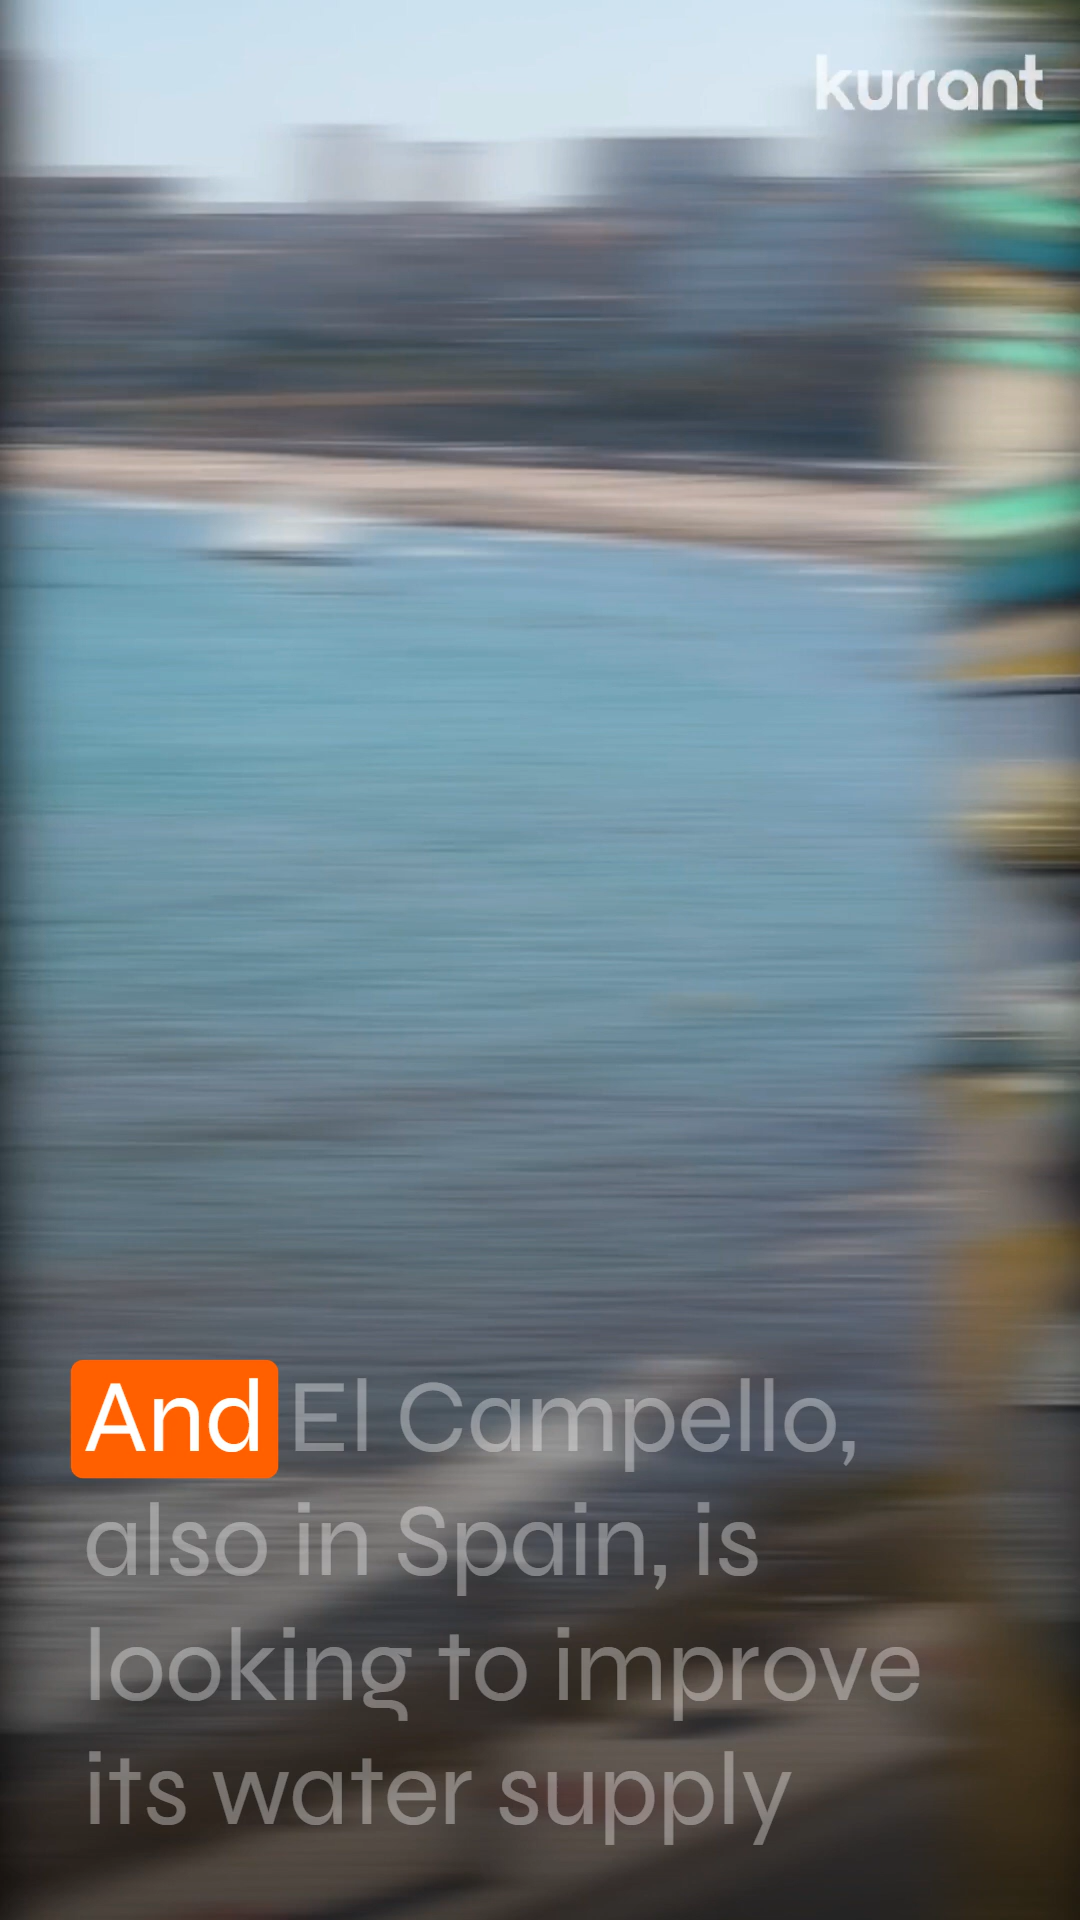 kurrant
And El Campello,
also in Spain, is
looking to improve
its water supply